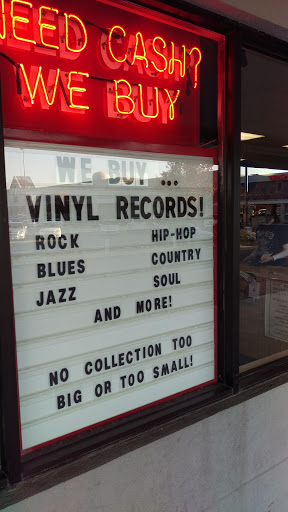 NEED CASH?
WE BUY
WE BUY ...
VINYL RECORDS!
ROCK HIP-HOP
BLUES COUNTRY
JAZZ SOUL
AND MORE!
NO COLLECTION TOO
BIG OR TOO SMALL!